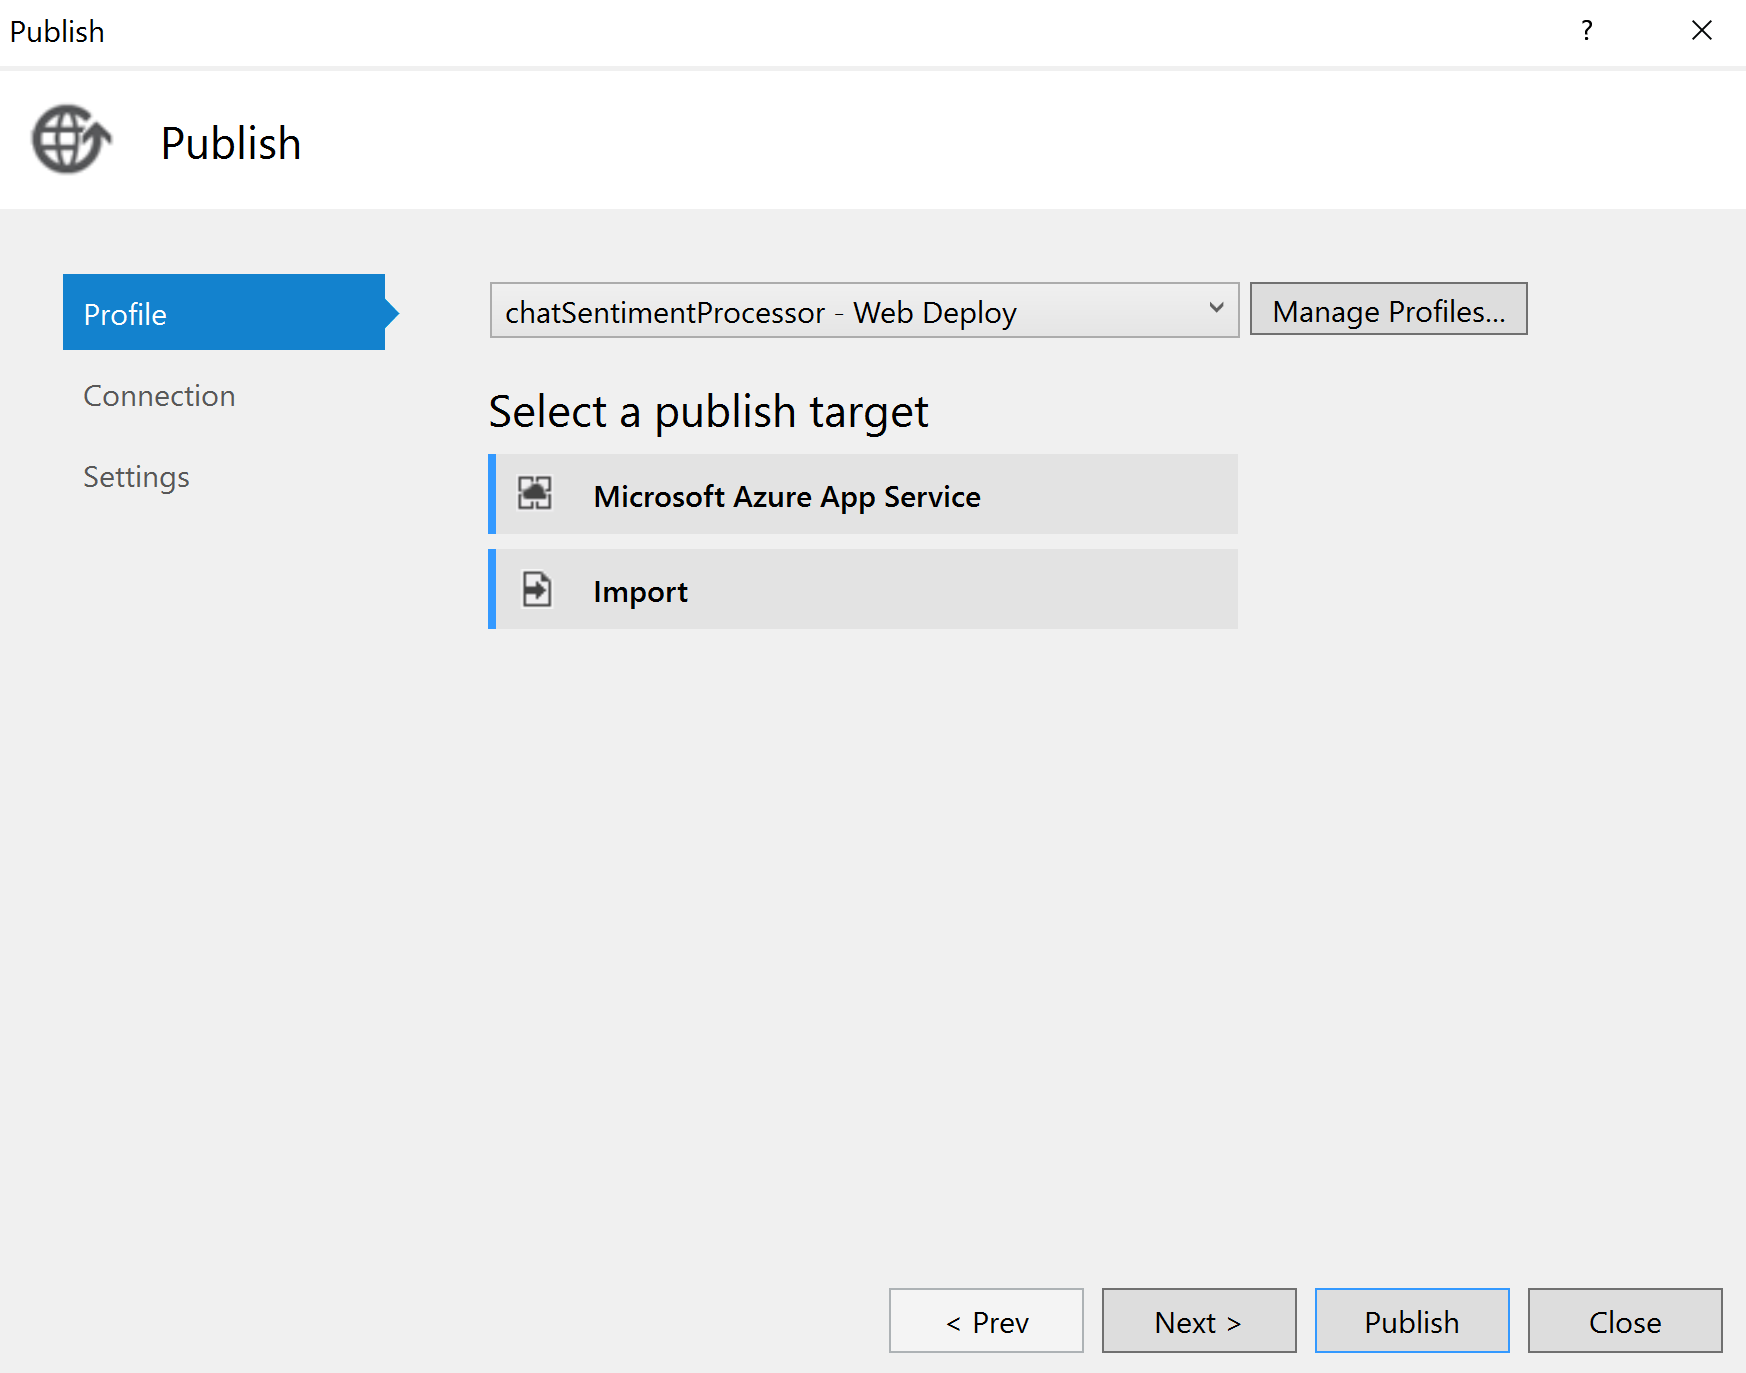 Publish
?
Publish
Profile
Connection
Settings
chatSentimentProcessor - Web Deploy
Manage Profiles...
Select a publish target
Microsoft Azure App Service
Import
< Prev
Next >
Publish
Close